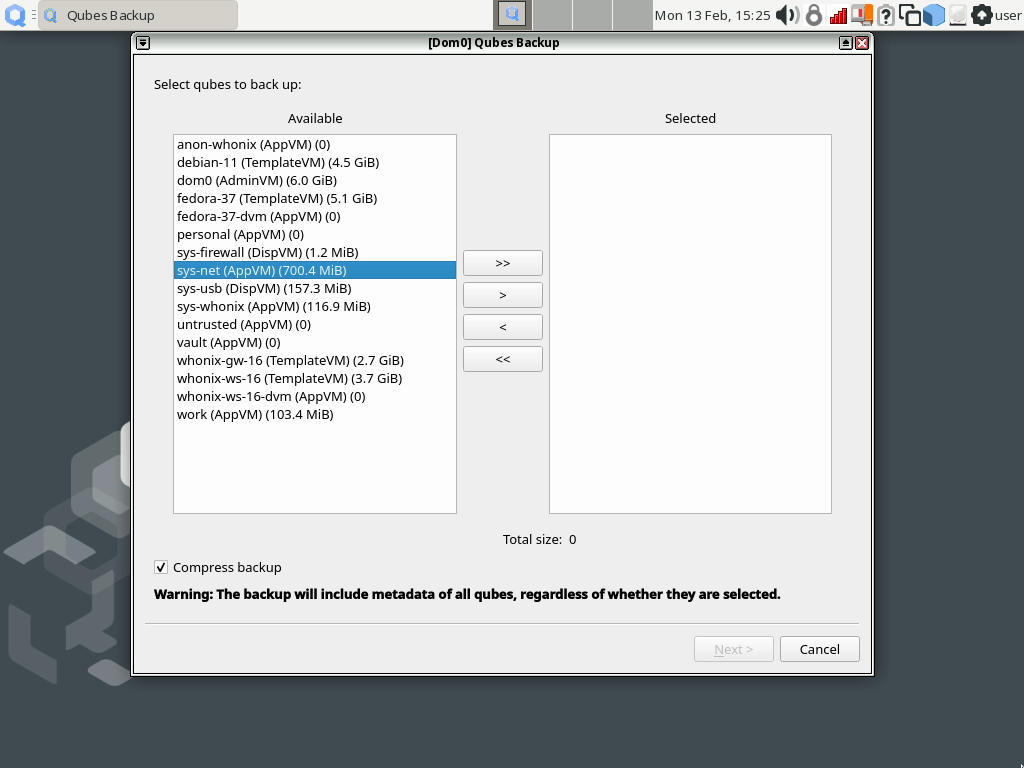 Qubes Backup
Mon 13 Feb, 15:25
user
[Dom0] Qubes Backup
Select qubes to back up:
Available
Selected
anon-whonix (AppVM) (0)
debian-11 (TemplateVM) (4.5 GiB)
dom0 (AdminVM) (6.0 GiB)
fedora-37 (TemplateVM) (5.1 GiB)
fedora-37-dvm (AppVM) (0)
personal (AppVM) (0)
sys-firewall (DispVM) (1.2 MiB)
sys-net (AppVM) (700.4 MiB)
sys-usb (DispVM) (157.3 MiB)
sys-whonix (AppVM) (116.9 MiB)
untrusted (AppVM) (0)
vault (AppVM) (0)
whonix-gw-16 (TemplateVM) (2.7 GiB)
whonix-ws-16 (TemplateVM) (3.7 GiB)
whonix-ws-16-dvm (AppVM) (0)
work (AppVM) (103.4 MiB)
>>
>
<
<<
Total size: 0
Compress backup
Warning: The backup will include metadata of all qubes, regardless of whether they are selected.
Next >
Cancel